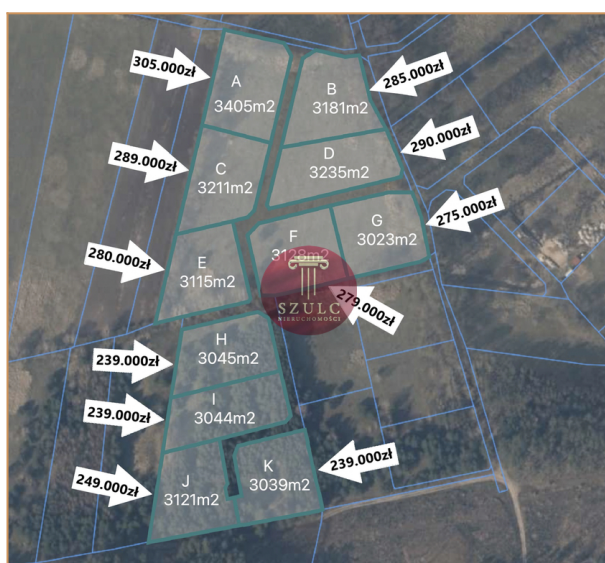 305.000zł
A
3405m2
B
3181m2
285.000zł
289.000zł
C
3211m2
D
3235m2
290.000zł
280.000zł
E
3115m2
F
3128m2
G
3023m2
275.000zł
SZULC
NIERUCHOMOŚCI
279.000zł
239.000zł
H
3045m2
239.000zł
I
3044m2
249.000zł
J
3121m2
K
3039m2
239.000zł